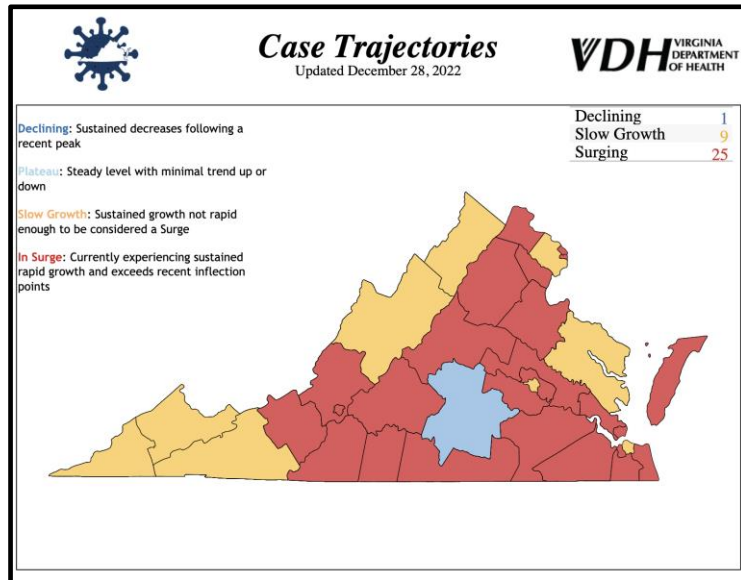 Case Trajectories
Updated December 28, 2022
VDH VIRGINIA
DEPARTMENT
OF HEALTH
Declining: Sustained decreases following a
recent peak
Plateau: Steady level with minimal trend up or
down
Slow Growth: Sustained growth not rapid
enough to be considered a Surge
In Surge: Currently experiencing sustained
rapid growth and exceeds recent inflection
points
Declining 1
Slow Growth 9
Surging 25